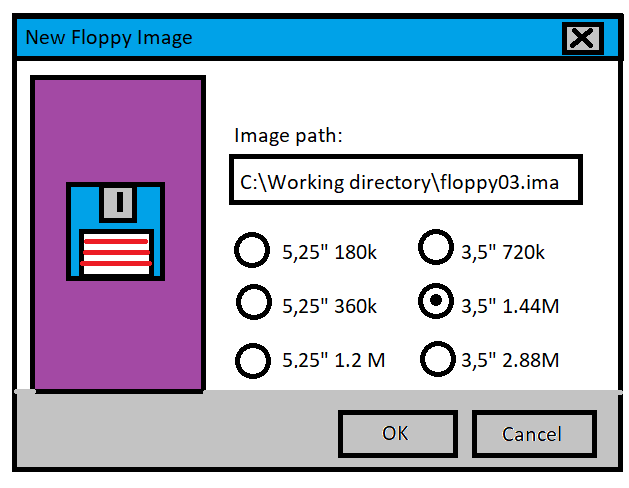 New Floppy Image
Image path:
C:\Working directory\floppy03.ima
5,25" 180k
3,5" 720k
5,25" 360k
3,5" 1.44M
5,25" 1.2 M
3,5" 2.88M
OK
Cancel